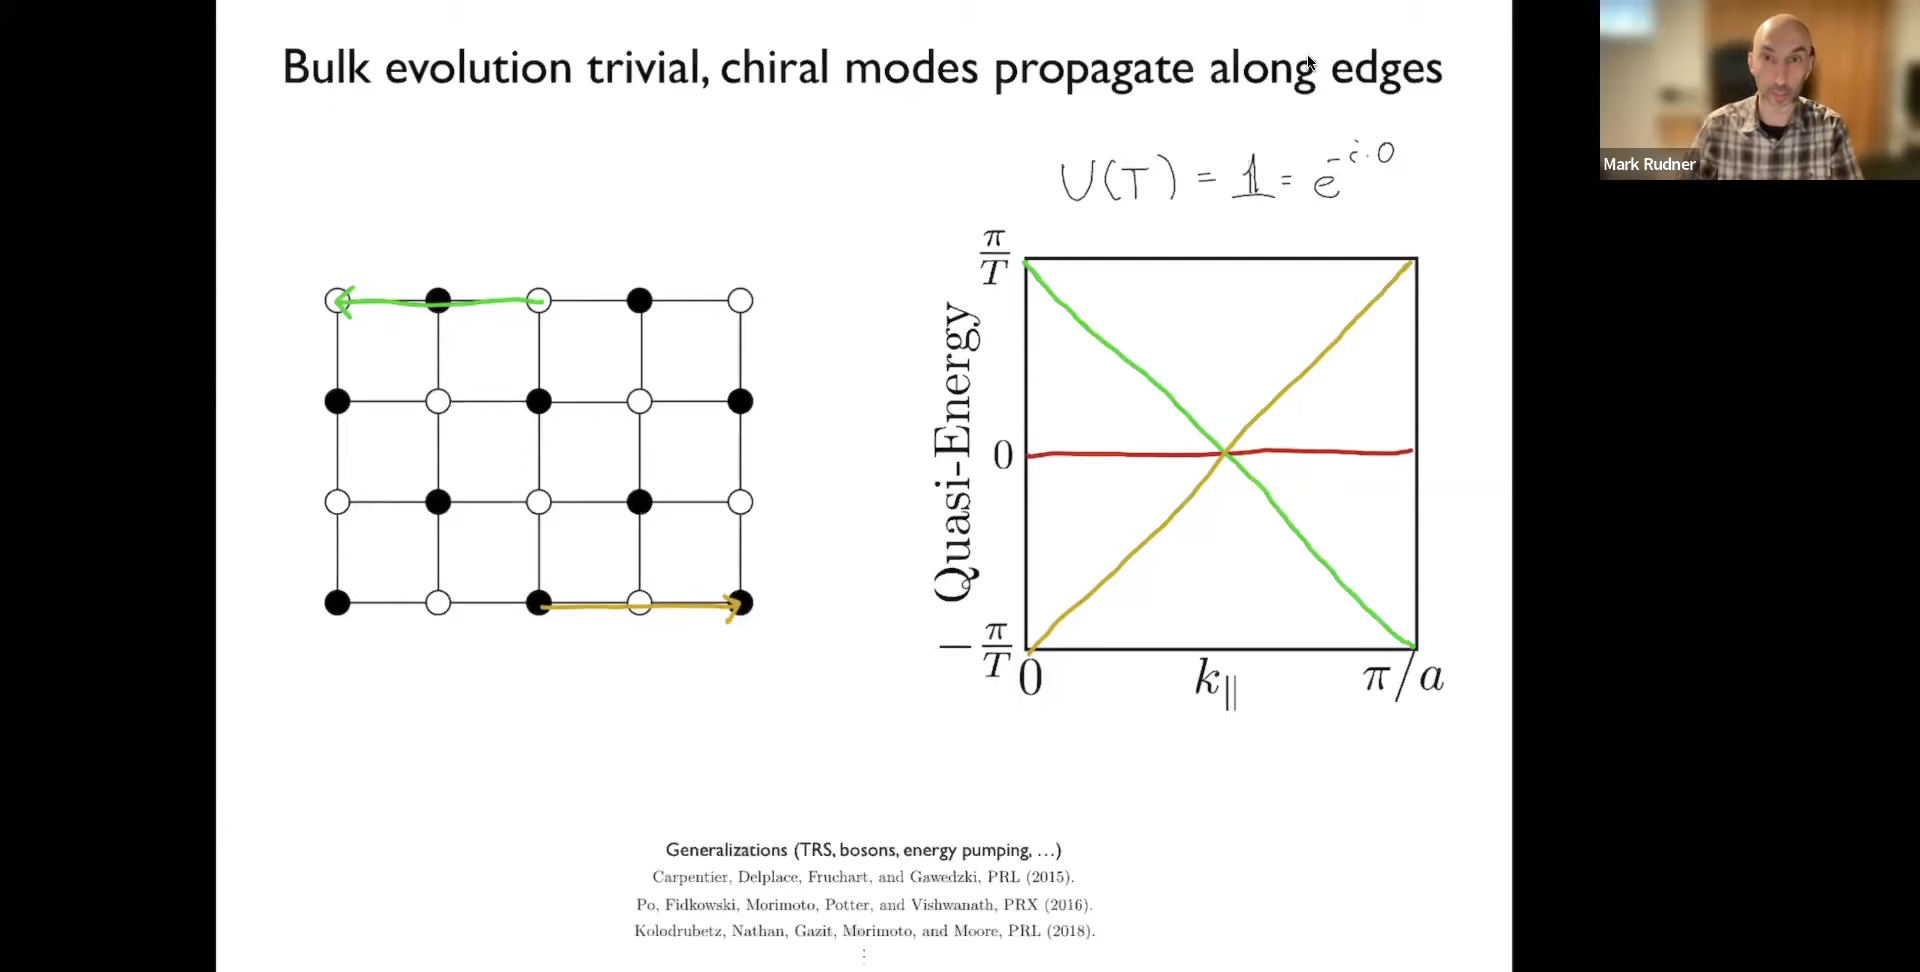 Bulk evolution trivial, chiral modes propagate along edges
Mark Rudner
U(T) = 𝟙 = e^{-i·0}
π/T
Quasi-Energy
0
-π/T
0
k_∥
π/a
Generalizations (TRS, bosons, energy pumping, …)
Carpentier, Delplace, Fruchart, and Gawedzki, PRL (2015).
Po, Fidkowski, Morimoto, Potter, and Vishwanath, PRX (2016).
Kolodrubetz, Nathan, Gazit, Morimoto, and Moore, PRL (2018).
⋮